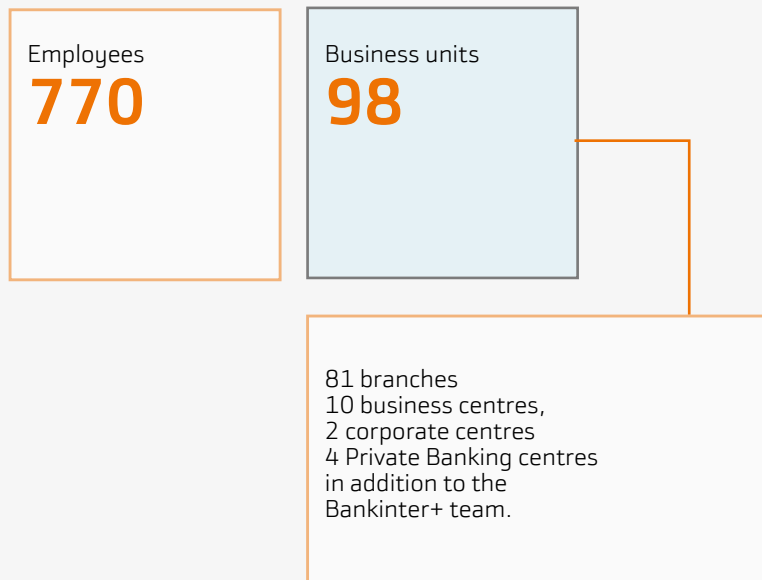 Employees
770
Business units
98
81 branches
10 business centres,
2 corporate centres
4 Private Banking centres
in addition to the
Bankinter+ team.